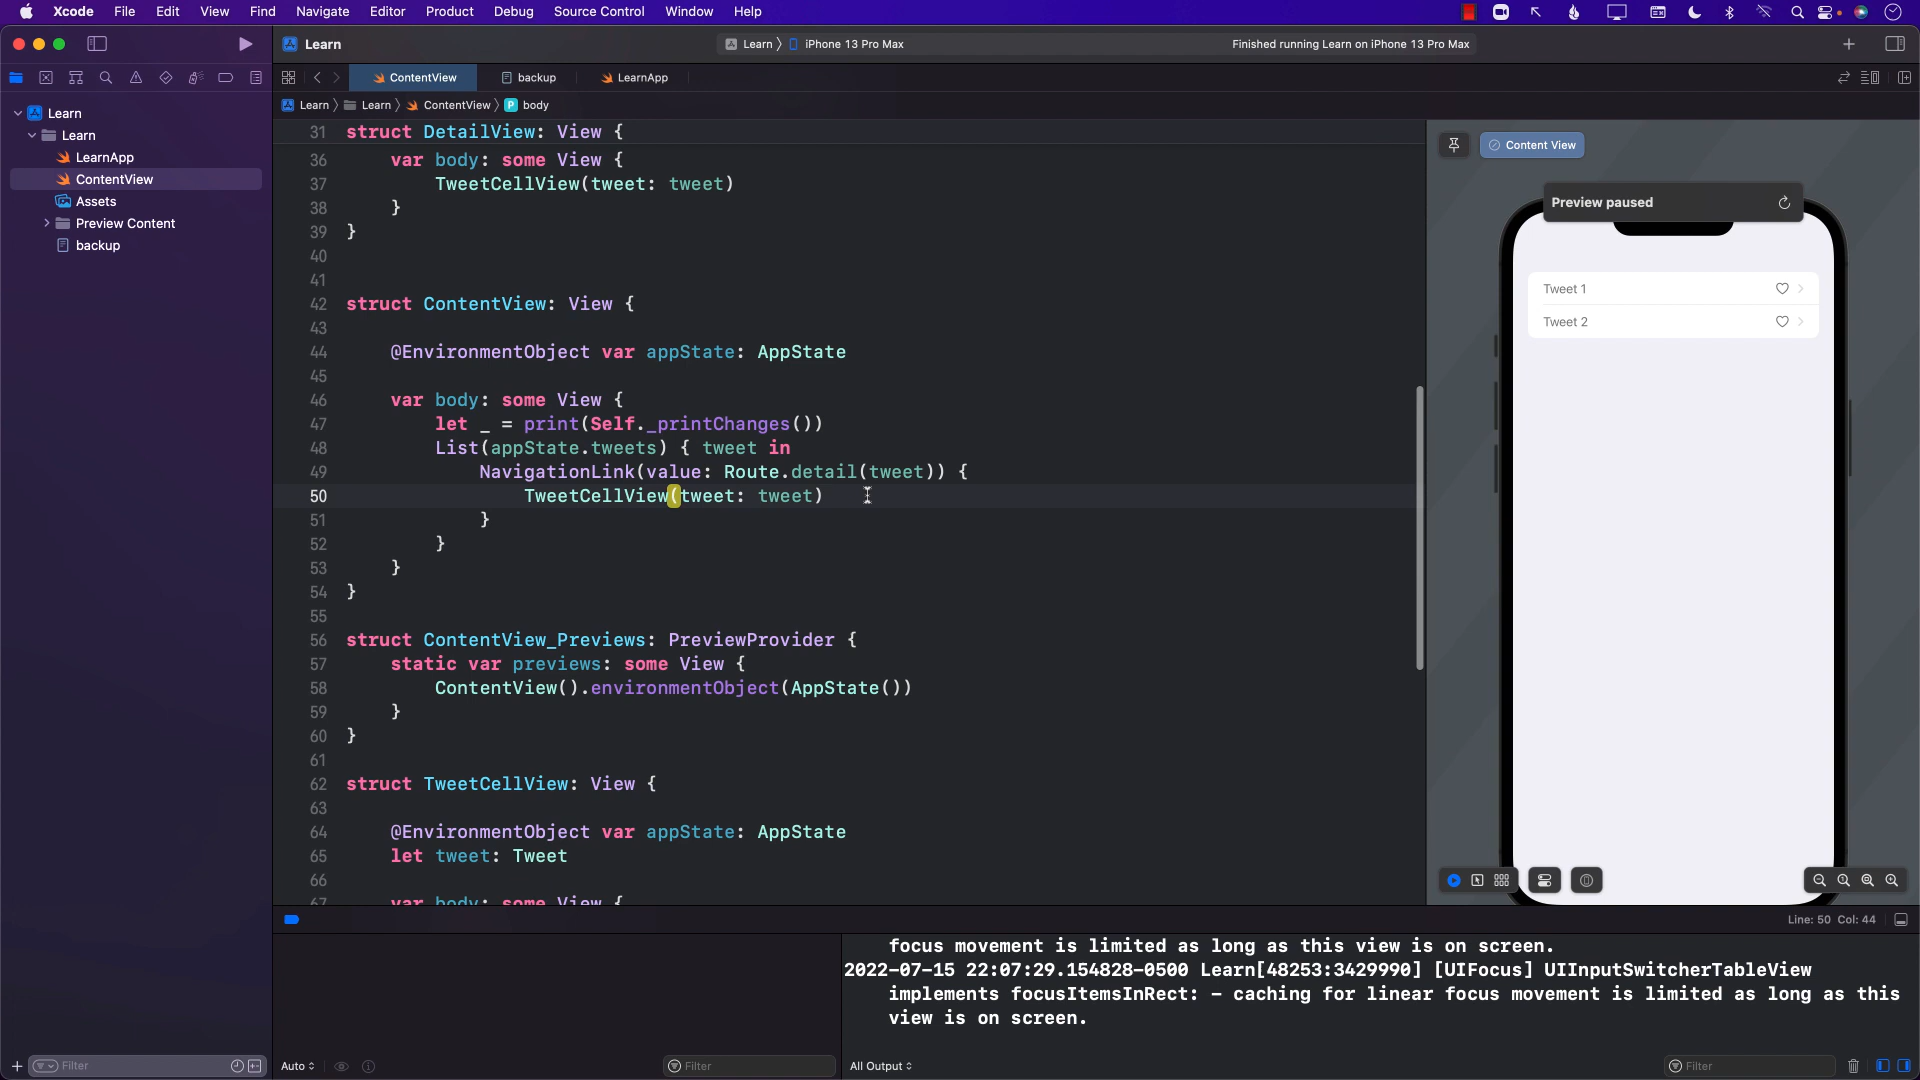 Xcode File Edit View Find Navigate Editor Product Debug Source Control Window Help
Learn
Learn
iPhone 13 Pro Max
Finished running Learn on iPhone 13 Pro Max
ContentView
backup
LearnApp
Learn
Learn
ContentView
body
Learn
Learn
LearnApp
ContentView
Assets
Preview Content
backup
31 struct DetailView: View {
36 var body: some View {
37 TweetCellView(tweet: tweet)
38 }
39 }
40
41
42 struct ContentView: View {
43
44 @EnvironmentObject var appState: AppState
45
46 var body: some View {
47 let _ = print(Self._printChanges())
48 List(appState.tweets) { tweet in
49 NavigationLink(value: Route.detail(tweet)) {
50 TweetCellView(tweet: tweet)
51 }
52 }
53 }
54 }
55
56 struct ContentView_Previews: PreviewProvider {
57 static var previews: some View {
58 ContentView().environmentObject(AppState())
59 }
60 }
61
62 struct TweetCellView: View {
63
64 @EnvironmentObject var appState: AppState
65 let tweet: Tweet
66
67 var body: some View {
Content View
Preview paused
Tweet 1
Tweet 2
Line: 50 Col: 44
focus movement is limited as long as this view is on screen.
2022-07-15 22:07:29.154828-0500 Learn[48253:3429990] [UIFocus] UIInputSwitcherTableView
implements focusItemsInRect: - caching for linear focus movement is limited as long as this
view is on screen.
Filter
Auto
Filter
All Output
Filter